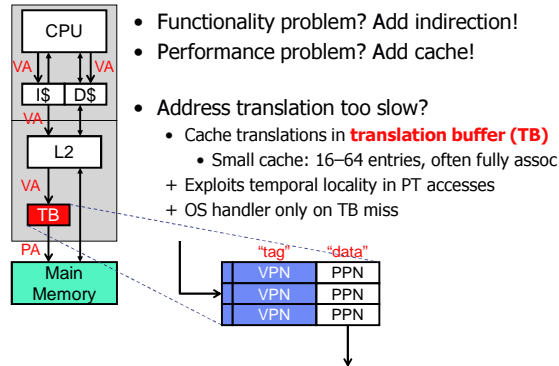 CPU
VA
VA
I$
D$
VA
L2
VA
TB
PA
Main
Memory
• Functionality problem? Add indirection!
• Performance problem? Add cache!
• Address translation too slow?
• Cache translations in translation buffer (TB)
• Small cache: 16–64 entries, often fully assoc
+ Exploits temporal locality in PT accesses
+ OS handler only on TB miss
“tag”
“data”
VPN
PPN
VPN
PPN
VPN
PPN